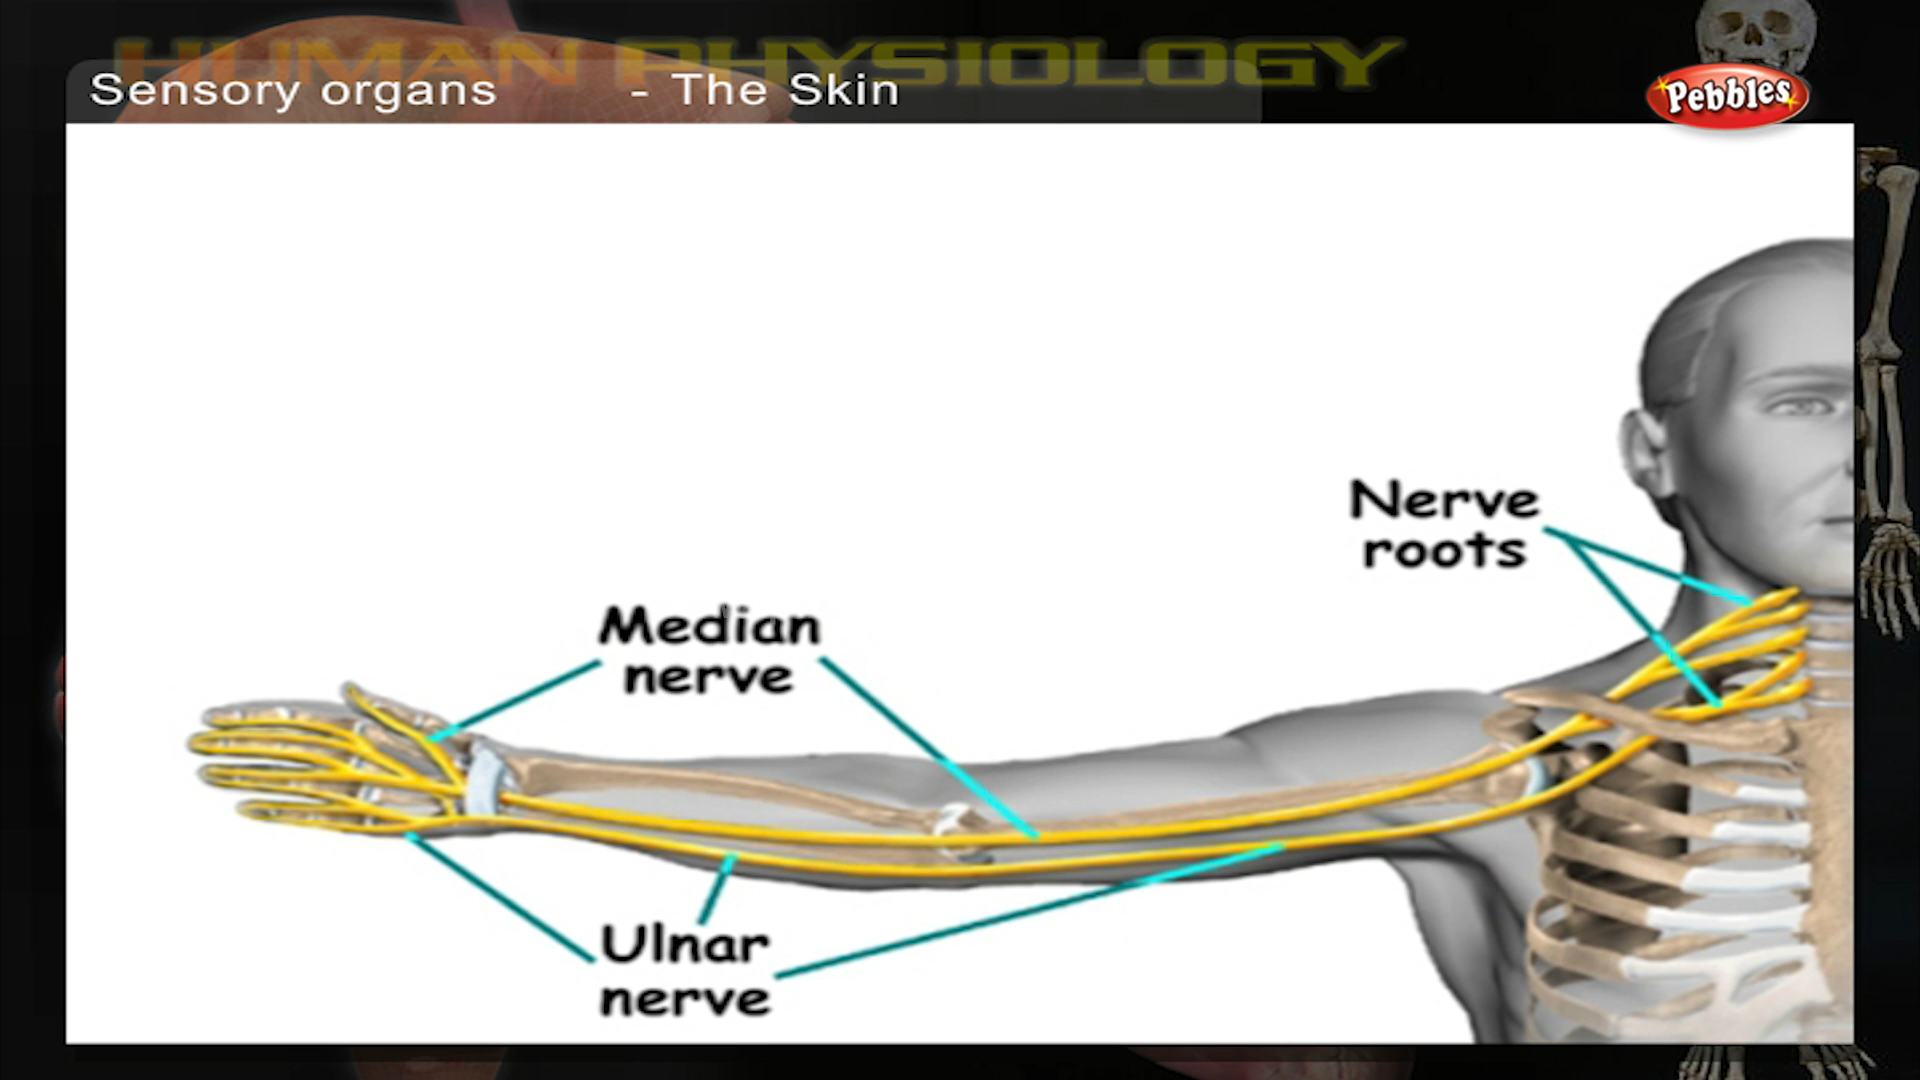 HUMAN PHYSIOLOGY
Sensory organs - The Skin
Pebbles
Nerve
roots
Median
nerve
Ulnar
nerve